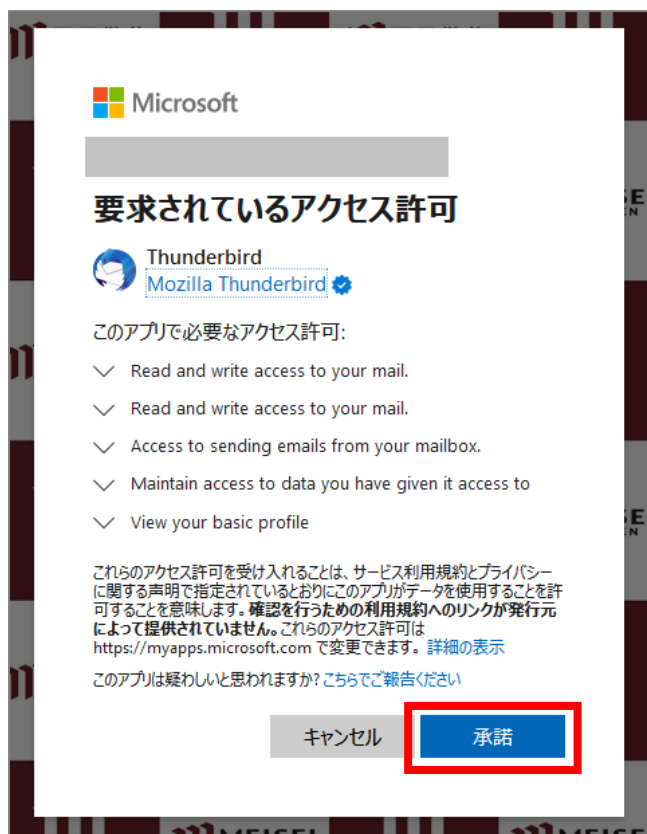 Microsoft
要求されているアクセス許可
Thunderbird
Mozilla Thunderbird
このアプリで必要なアクセス許可:
Read and write access to your mail.
Read and write access to your mail.
Access to sending emails from your mailbox.
Maintain access to data you have given it access to
View your basic profile
これらのアクセス許可を受け入れることは、サービス利用規約とプライバシー
に関する声明で指定されているとおりにこのアプリがデータを使用することを許
可することを意味します。確認を行うための利用規約へのリンクが発行元
によって提供されていません。これらのアクセス許可は
https://myapps.microsoft.com で変更できます。 詳細の表示
このアプリは疑わしいと思われますか? こちらでご報告ください
キャンセル
承諾